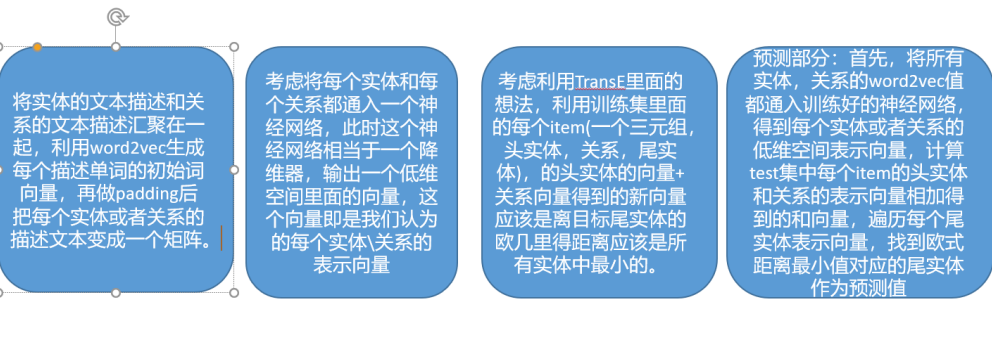 将实体的文本描述和关
系的文本描述汇聚在一
起，利用word2vec生成
每个描述单词的初始词
向量，再做padding后
把每个实体或者关系的
描述文本变成一个矩阵。
考虑将每个实体和每
个关系都通入一个神
经网络，此时这个神
经网络相当于一个降
维器，输出一个低维
空间里面的向量，这
个向量即是我们认为
的每个实体\关系的
表示向量
考虑利用TransE里面的
想法，利用训练集里面
的每个item(一个三元组，
头实体，关系，尾实
体)，的头实体的向量+
关系向量得到的新向量
应该是离目标尾实体的
欧几里得距离应该是所
有实体中最小的。
预测部分：首先，将所有
实体，关系的word2vec值
都通入训练好的神经网络，
得到每个实体或者关系的
低维空间表示向量，计算
test集中每个item的头实体
和关系的表示向量相加得
到的和向量，遍历每个尾
实体表示向量，找到欧式
距离最小值对应的尾实体
作为预测值